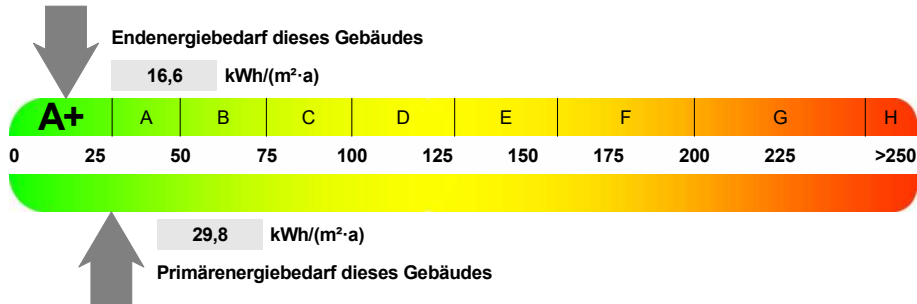 Endenergiebedarf dieses Gebäudes
16,6 kWh/(m²·a)
A+ A B C D E F G H
0 25 50 75 100 125 150 175 200 225 >250
29,8 kWh/(m²·a)
Primärenergiebedarf dieses Gebäudes